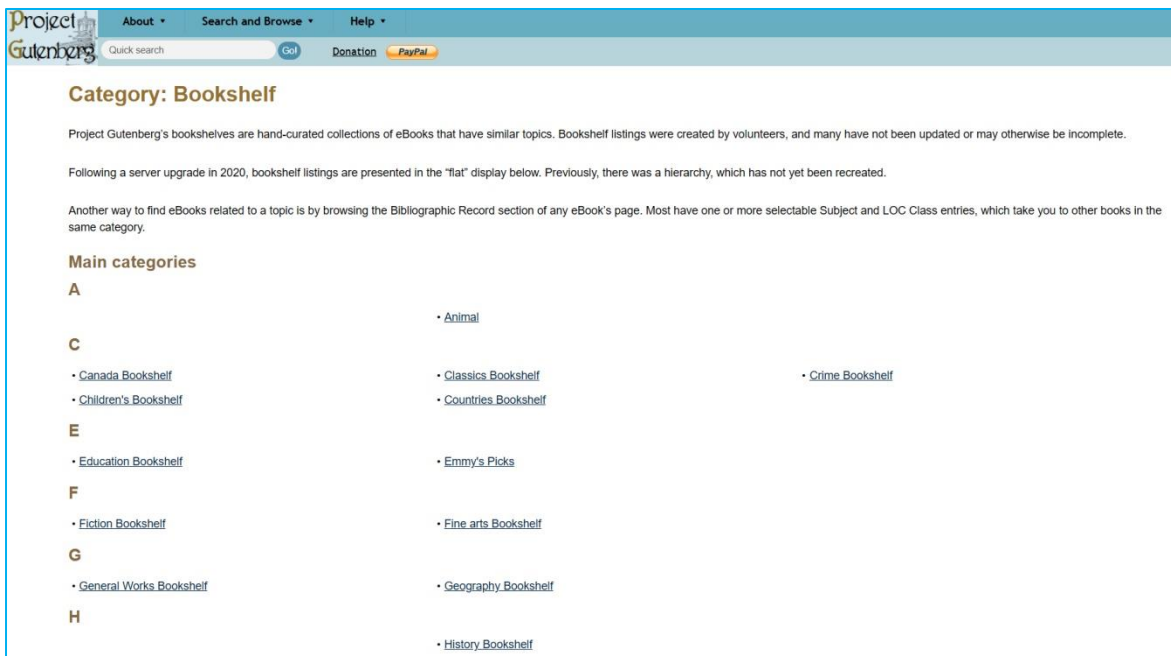 Project Gutenberg
About ▾ Search and Browse ▾ Help ▾
Quick search Go! Donation PayPal
Category: Bookshelf
Project Gutenberg's bookshelves are hand-curated collections of eBooks that have similar topics. Bookshelf listings were created by volunteers, and many have not been updated or may otherwise be incomplete.
Following a server upgrade in 2020, bookshelf listings are presented in the “flat” display below. Previously, there was a hierarchy, which has not yet been recreated.
Another way to find eBooks related to a topic is by browsing the Bibliographic Record section of any eBook's page. Most have one or more selectable Subject and LOC Class entries, which take you to other books in the
same category.
Main categories
A
• Animal
C
• Canada Bookshelf • Classics Bookshelf • Crime Bookshelf
• Children's Bookshelf • Countries Bookshelf
E
• Education Bookshelf • Emmy's Picks
F
• Fiction Bookshelf • Fine arts Bookshelf
G
• General Works Bookshelf • Geography Bookshelf
H
• History Bookshelf